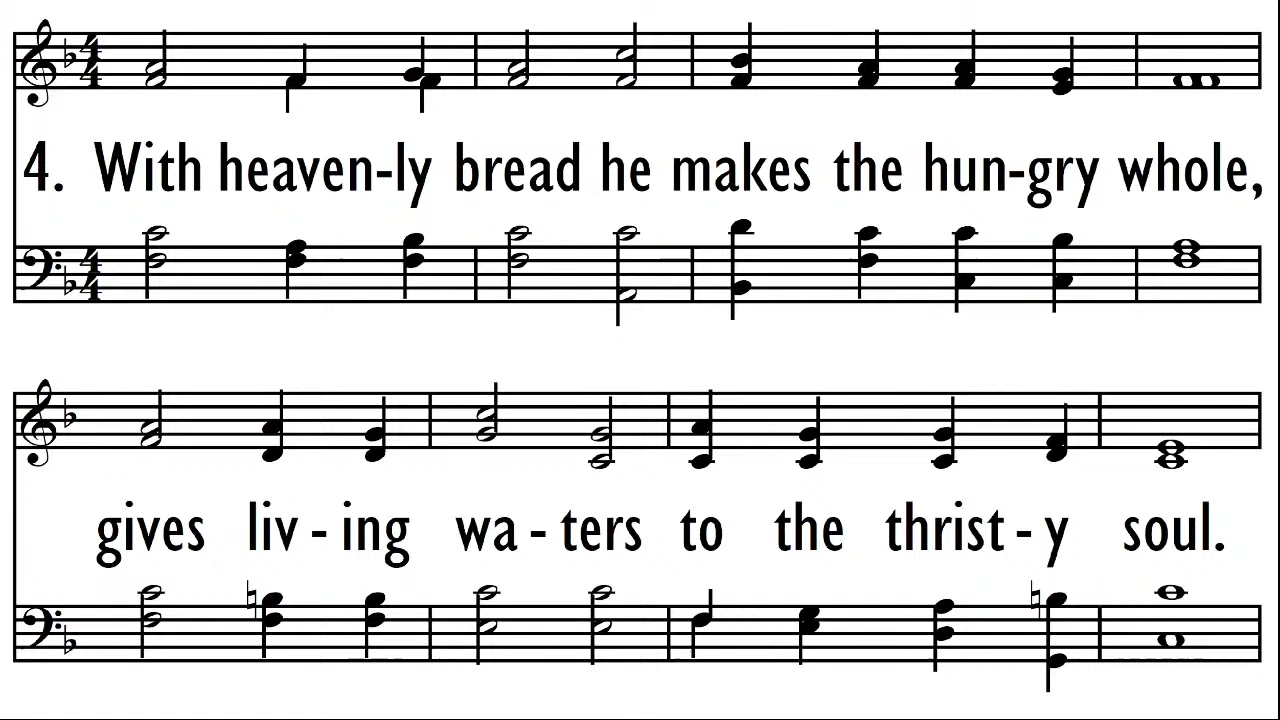 4. With heaven-ly bread he makes the hun-gry whole,
gives liv - ing wa - ters to the thrist - y soul.